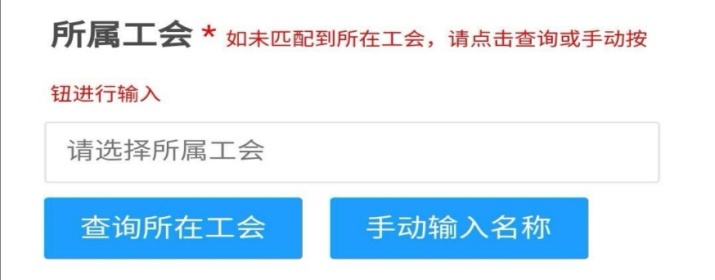 所属工会 * 如未匹配到所在工会，请点击查询或手动按
钮进行输入
请选择所属工会
查询所在工会 手动输入名称